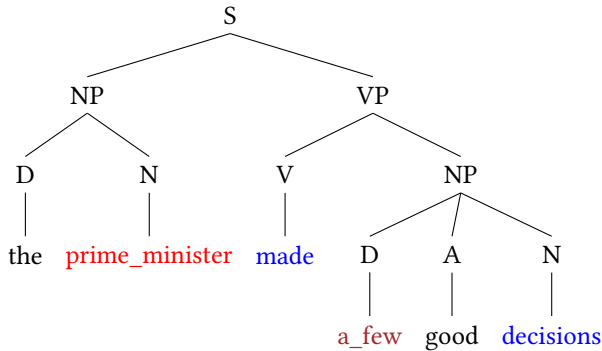 S
NP VP
D N V NP
the prime_minister made D A N
a_few good decisions